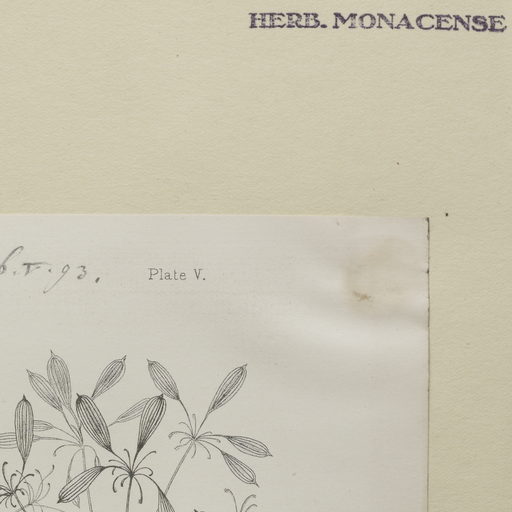 HERB. MONACENSE
6.V.93.
Plate V.